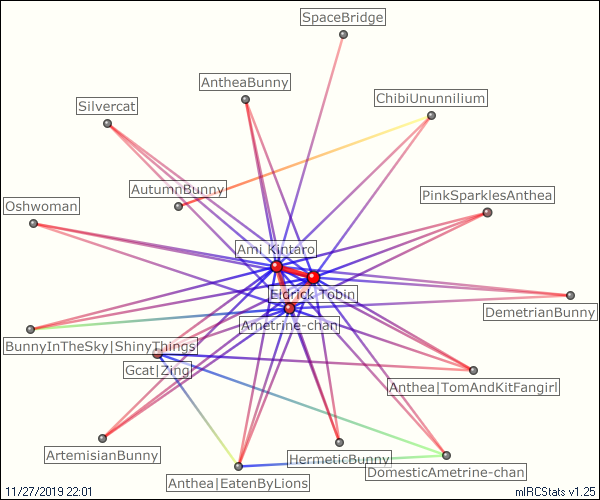 SpaceBridge
AntheaBunny
ChibiUnunnilium
Silvercat
AutumnBunny
PinkSparklesAnthea
Oshwoman
Ami Kintaro
Eldrick Tobin
DemetrianBunny
Ametrine-chan
BunnyInTheSky|ShinyThings
Gcat|Zing
Anthea|TomAndKitFangirl
ArtemisianBunny
HermeticBunny
DomesticAmetrine-chan
Anthea|EatenByLions
11/27/2019 22:01
mIRCStats v1.25